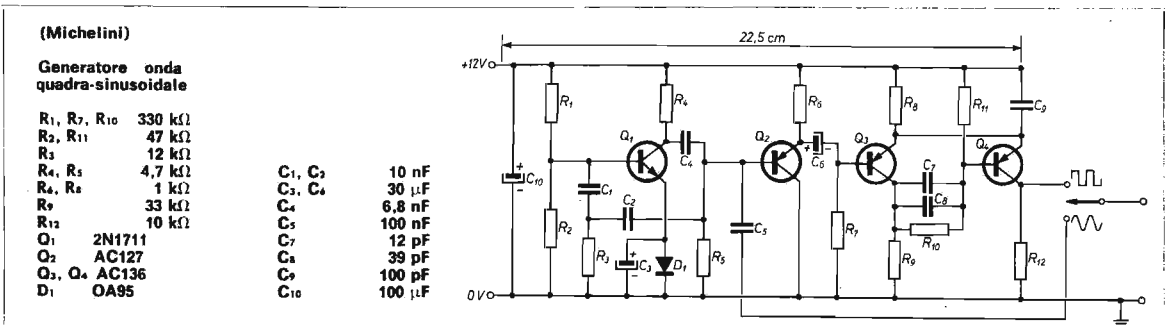 (Michelini)
Generatore onda
quadra-sinusoidale
R₁, R₇, R₁₀ 330 kΩ
R₂, R₁₁ 47 kΩ
R₃ 12 kΩ
R₄, R₅ 4,7 kΩ
R₆, R₈ 1 kΩ
R₉ 33 kΩ
R₁₂ 10 kΩ
Q₁ 2N1711
Q₂ AC127
Q₃, Q₄ AC136
D₁ OA95
C₁, C₂ 10 nF
C₃, C₆ 30 µF
C₄ 6,8 nF
C₅ 100 nF
C₇ 12 pF
C₈ 39 pF
C₉ 100 pF
C₁₀ 100 µF
22,5 cm
+12V
R₁
R₄
R₆
R₈
R₁₁
C₉
Q₁
C₄
Q₂
+
C₆
Q₃
Q₄
C₇
C₈
R₁₀
+
C₁₀
-
C₁
C₂
R₂
R₃
+
C₃
-
D₁
R₅
C₅
R₇
R₉
R₁₂
0V